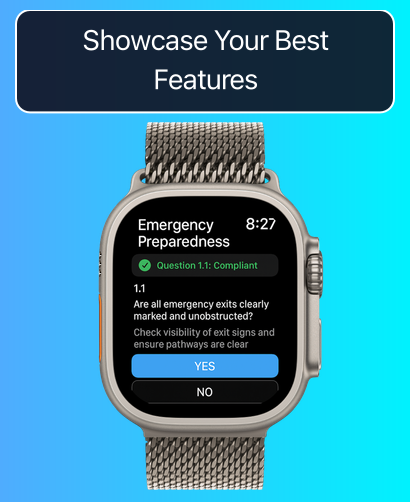 Showcase Your Best
Features
Emergency
Preparedness
8:27
Question 1.1: Compliant
1.1
Are all emergency exits clearly
marked and unobstructed?
Check visibility of exit signs and
ensure pathways are clear
YES
NO